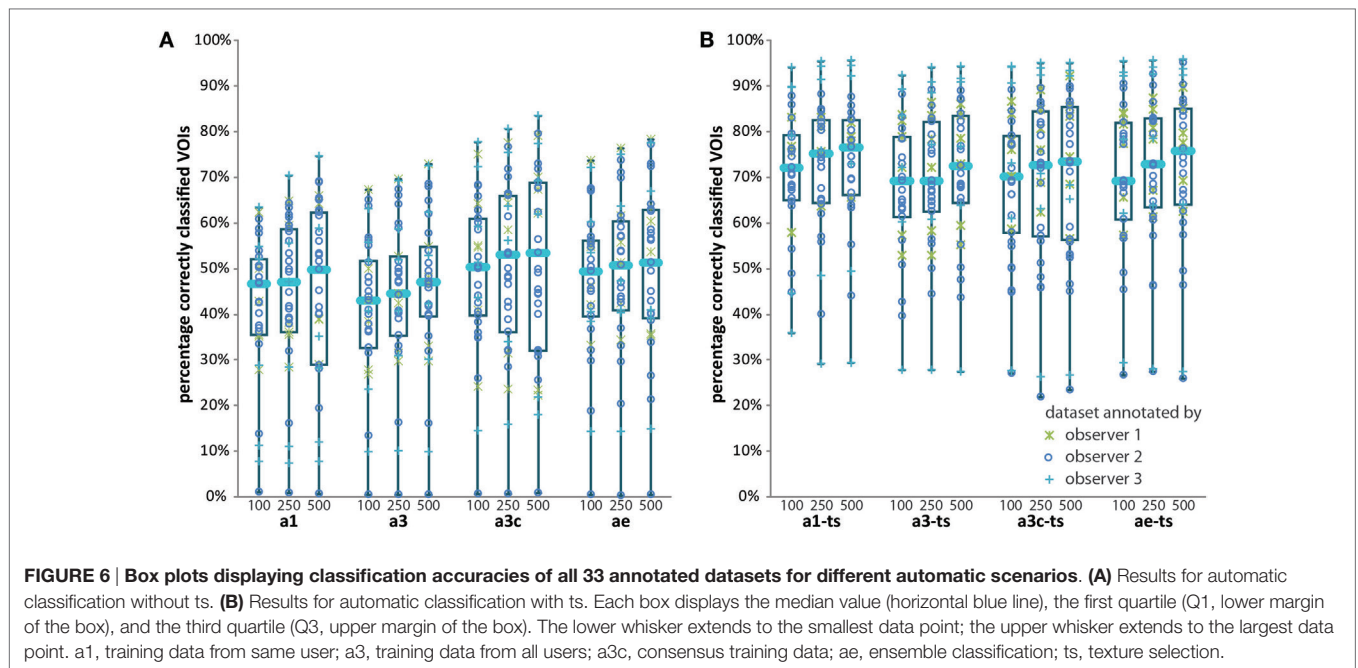 A
100%
90%
80%
70%
60%
50%
40%
30%
20%
10%
0%
percentage correctly classified VOIs
100 250 500 100 250 500 100 250 500 100 250 500
a1 a3 a3c ae
B
100%
90%
80%
70%
60%
50%
40%
30%
20%
10%
0%
percentage correctly classified VOIs
dataset annotated by
observer 1
observer 2
observer 3
100 250 500 100 250 500 100 250 500 100 250 500
a1-ts a3-ts a3c-ts ae-ts
FIGURE 6 | Box plots displaying classification accuracies of all 33 annotated datasets for different automatic scenarios. (A) Results for automatic
classification without ts. (B) Results for automatic classification with ts. Each box displays the median value (horizontal blue line), the first quartile (Q1, lower margin
of the box), and the third quartile (Q3, upper margin of the box). The lower whisker extends to the smallest data point; the upper whisker extends to the largest data
point. a1, training data from same user; a3, training data from all users; a3c, consensus training data; ae, ensemble classification; ts, texture selection.